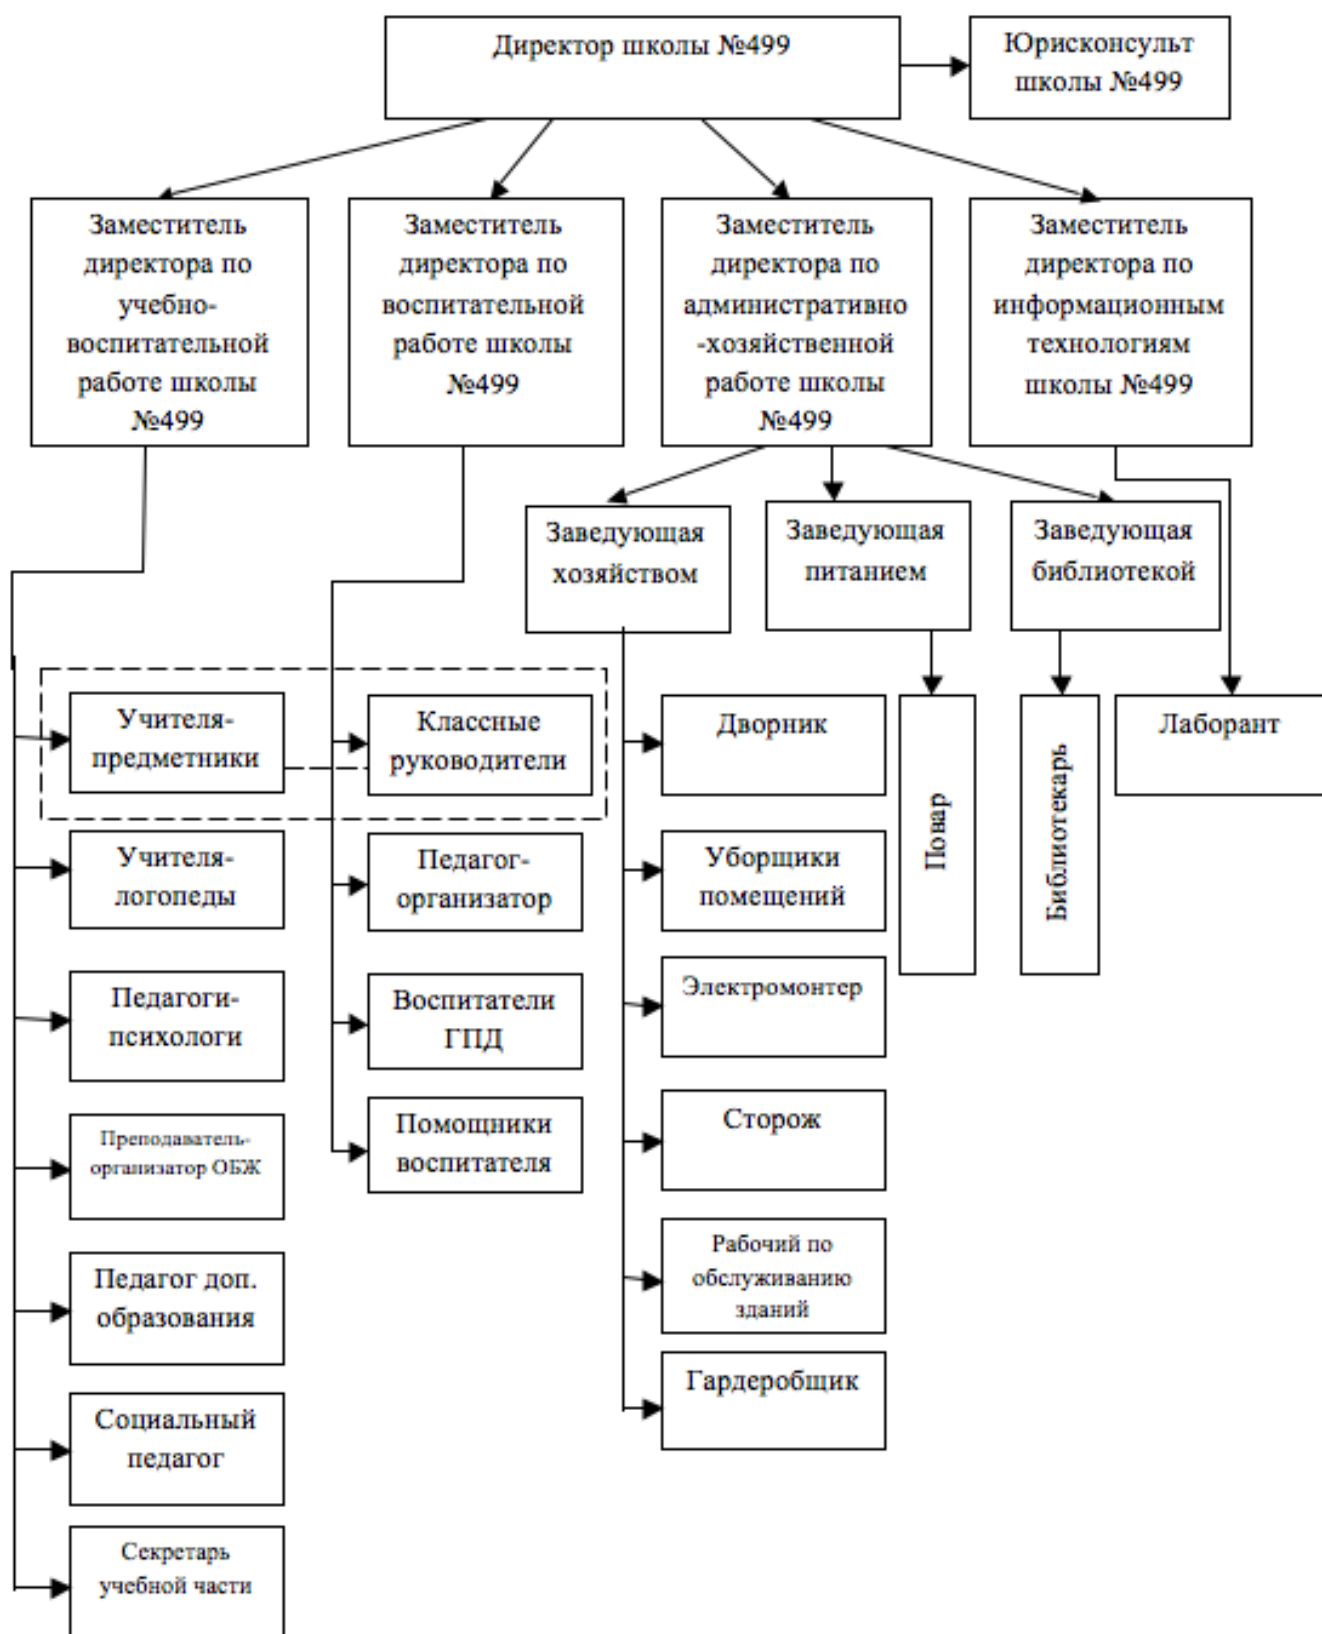 Директор школы №499
Юрисконсульт
школы №499
Заместитель
директора по
учебно-
воспитательной
работе школы
№499
Заместитель
директора по
воспитательной
работе школы
№499
Заместитель
директора по
административно
-хозяйственной
работе школы
№499
Заместитель
директора по
информационным
технологиям
школы №499
Заведующая
хозяйством
Заведующая
питанием
Заведующая
библиотекой
Учителя-
предметники
Классные
руководители
Дворник
Повар
Библиотекарь
Лаборант
Учителя-
логопеды
Педагог-
организатор
Уборщики
помещений
Педагоги-
психологи
Воспитатели
ГПД
Электромонтер
Преподаватель-
организатор ОБЖ
Помощники
воспитателя
Сторож
Педагог доп.
образования
Рабочий по
обслуживанию
зданий
Социальный
педагог
Гардеробщик
Секретарь
учебной части